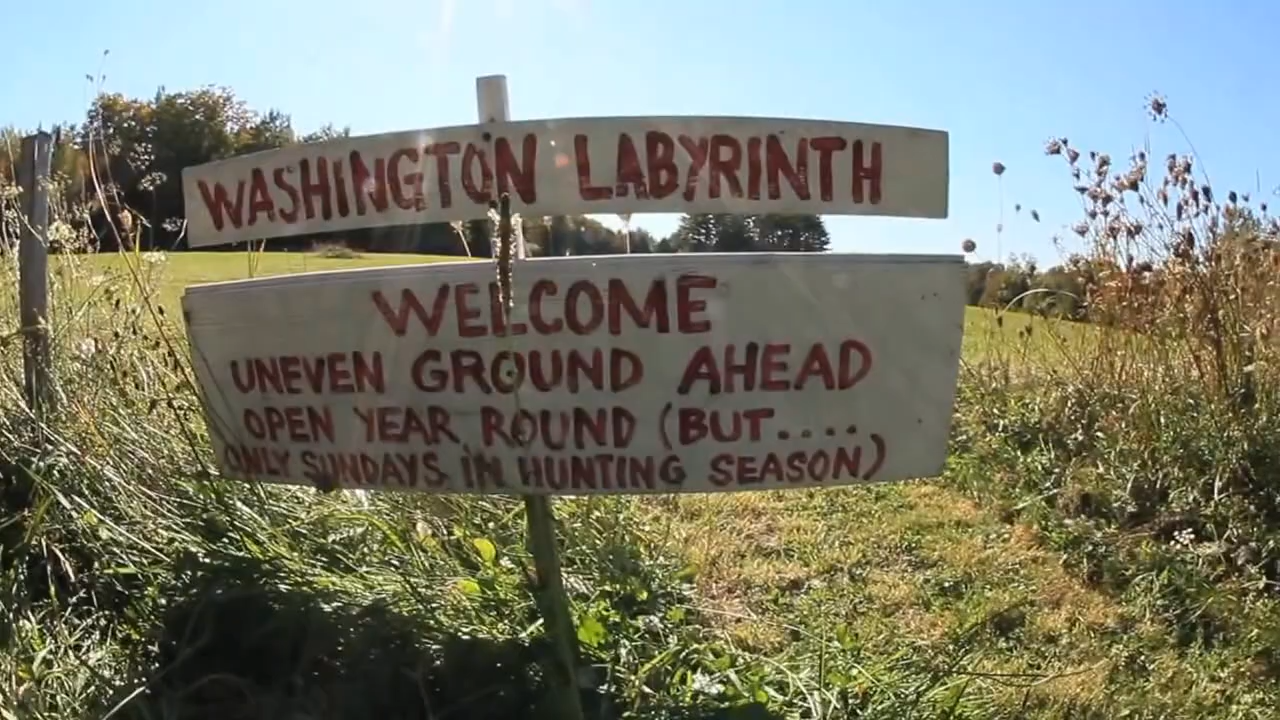 WASHINGTON LABYRINTH
WELCOME
UNEVEN GROUND AHEAD
OPEN YEAR ROUND (BUT....
ONLY SUNDAYS IN HUNTING SEASON)